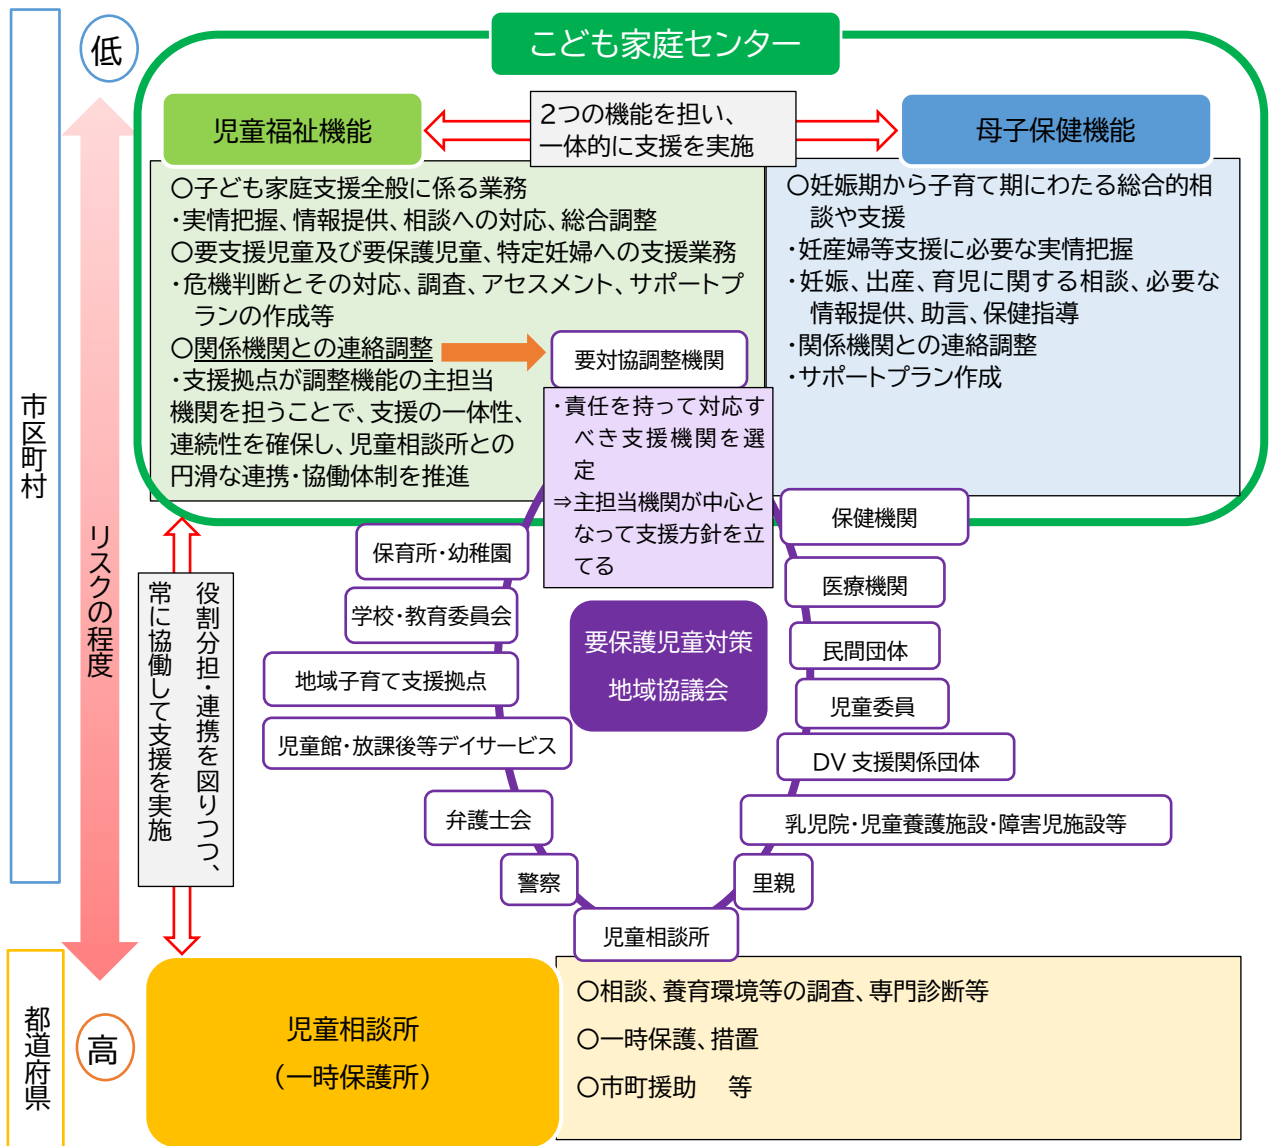 市区町村
低
こども家庭センター
児童福祉機能
2つの機能を担い、
一体的に支援を実施
母子保健機能
〇子ども家庭支援全般に係る業務
・実情把握、情報提供、相談への対応、総合調整
〇要支援児童及び要保護児童、特定妊婦への支援業務
・危機判断とその対応、調査、アセスメント、サポートプ
ランの作成等
〇関係機関との連絡調整
・支援拠点が調整機能の主担当
機関を担うことで、支援の一体性、
連続性を確保し、児童相談所との
円滑な連携・協働体制を推進
〇妊娠期から子育て期にわたる総合的相
談や支援
・妊産婦等支援に必要な実情把握
・妊娠、出産、育児に関する相談、必要な
情報提供、助言、保健指導
・関係機関との連絡調整
・サポートプラン作成
要対協調整機関
・責任を持って対応す
べき支援機関を選
定
⇒主担当機関が中心と
なって支援方針を立
てる
リスクの程度
役割分担・連携を図りつつ、
常に協働して支援を実施
保育所・幼稚園
学校・教育委員会
地域子育て支援拠点
児童館・放課後等デイサービス
弁護士会
警察
児童相談所
要保護児童対策
地域協議会
保健機関
医療機関
民間団体
児童委員
DV 支援関係団体
乳児院・児童養護施設・障害児施設等
里親
都道府県
高
児童相談所
（一時保護所）
〇相談、養育環境等の調査、専門診断等
〇一時保護、措置
〇市町援助　等